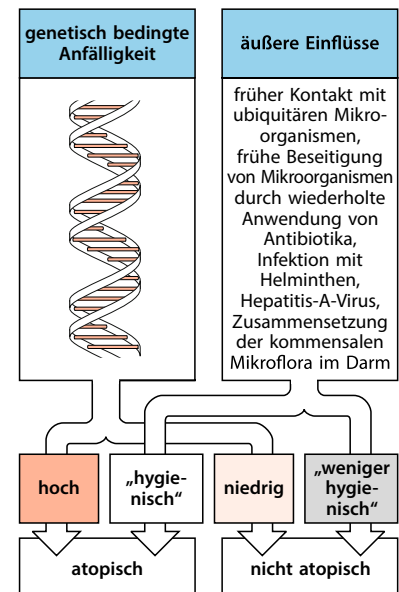 genetisch bedingte
Anfälligkeit
äußere Einflüsse
früher Kontakt mit
ubiquitären Mikro-
organismen,
frühe Beseitigung
von Mikroorganismen
durch wiederholte
Anwendung von
Antibiotika,
Infektion mit
Helminthen,
Hepatitis-A-Virus,
Zusammensetzung
der kommensalen
Mikroflora im Darm
hoch
„hygie-
nisch“
niedrig
„weniger
hygie-
nisch“
atopisch
nicht atopisch